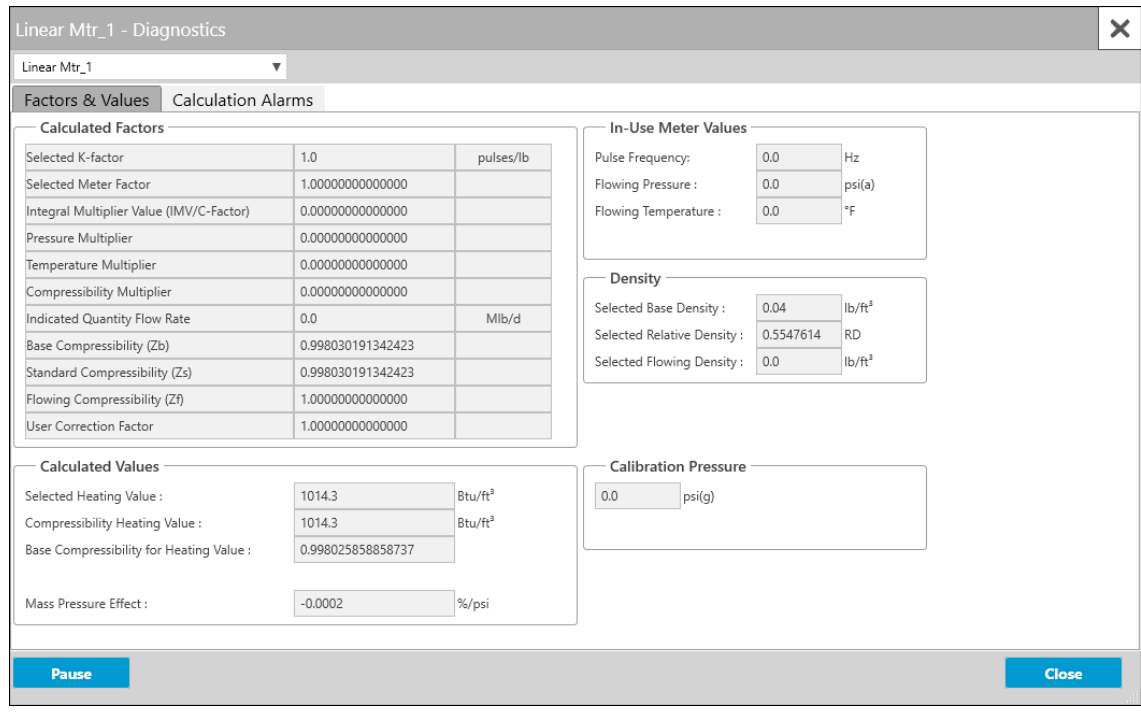 Linear Mtr_1 - Diagnostics
Linear Mtr_1
Factors & Values Calculation Alarms
Calculated Factors
Selected K-factor 1.0 pulses/lb
Selected Meter Factor 1.00000000000000
Integral Multiplier Value (IMV/C-Factor) 0.00000000000000
Pressure Multiplier 0.00000000000000
Temperature Multiplier 0.00000000000000
Compressibility Multiplier 0.00000000000000
Indicated Quantity Flow Rate 0.0 Mlb/d
Base Compressibility (Zb) 0.998030191342423
Standard Compressibility (Zs) 0.998030191342423
Flowing Compressibility (Zf) 1.00000000000000
User Correction Factor 1.00000000000000
In-Use Meter Values
Pulse Frequency: 0.0 Hz
Flowing Pressure : 0.0 psi(a)
Flowing Temperature : 0.0 °F
Density
Selected Base Density : 0.04 lb/ft³
Selected Relative Density : 0.5547614 RD
Selected Flowing Density : 0.0 lb/ft³
Calculated Values
Selected Heating Value : 1014.3 Btu/ft³
Compressibility Heating Value : 1014.3 Btu/ft³
Base Compressibility for Heating Value : 0.998025858858737
Mass Pressure Effect : -0.0002 %/psi
Calibration Pressure
0.0 psi(g)
Pause Close